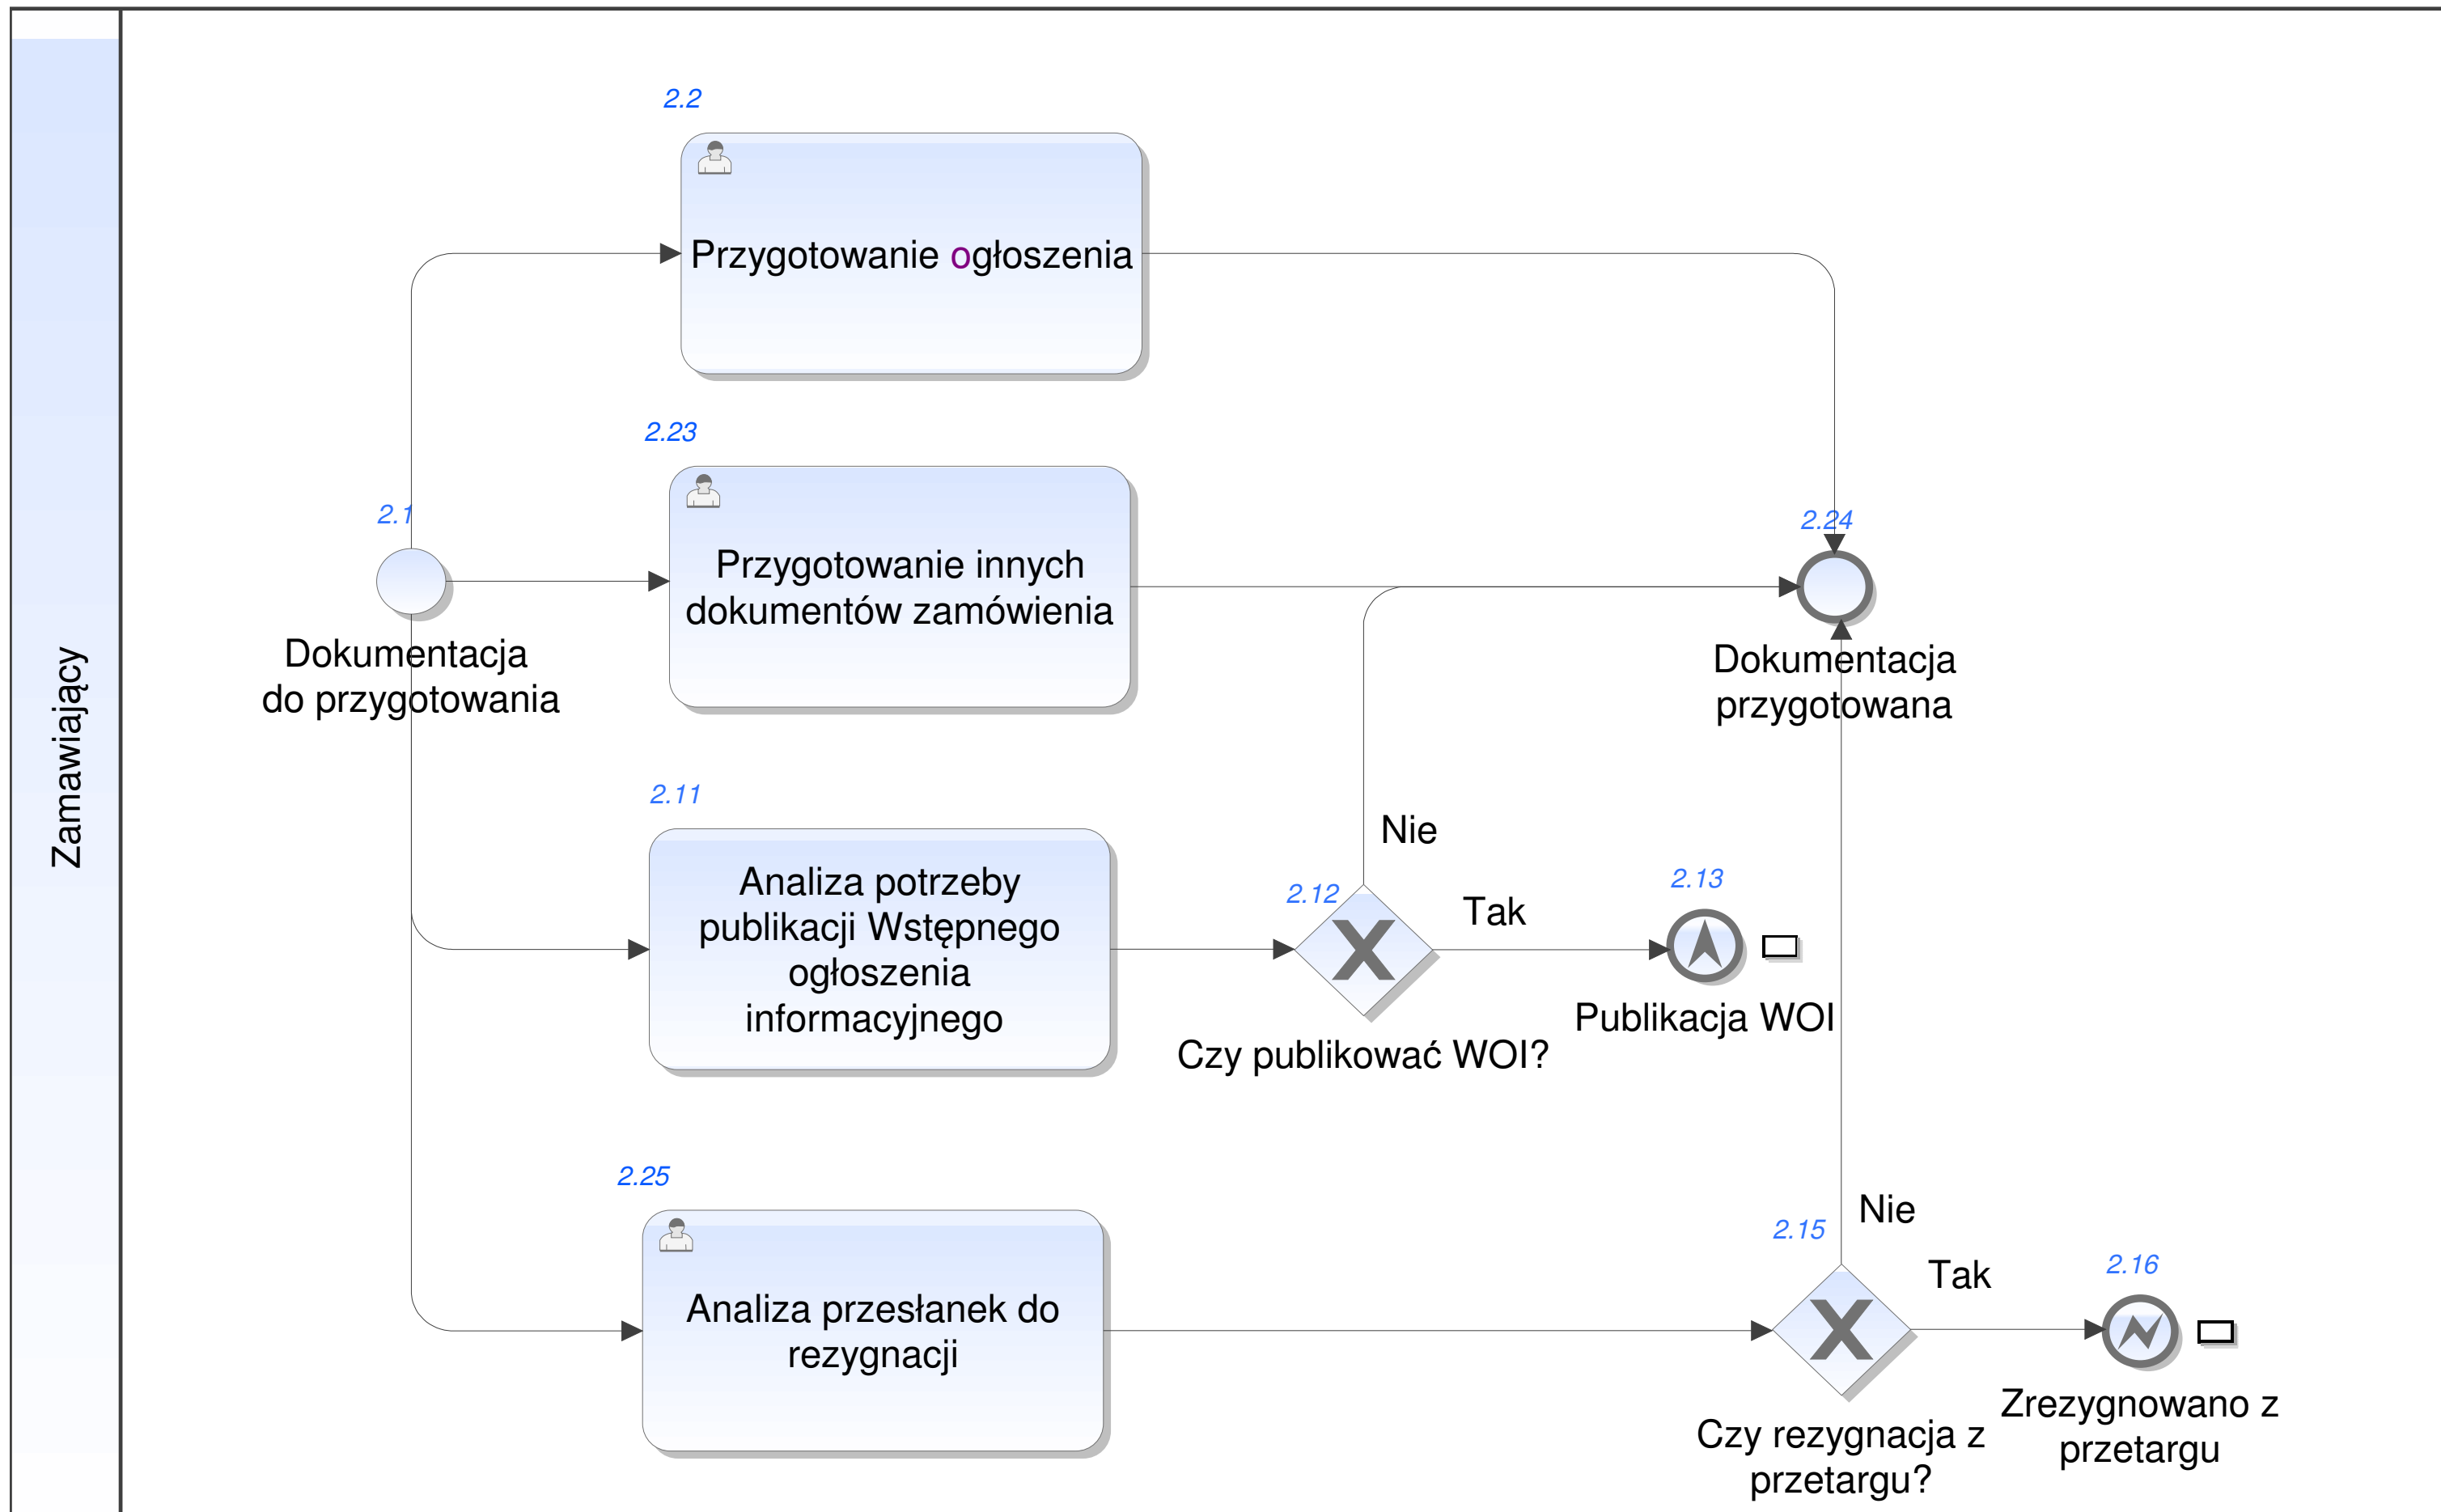 Zamawiający
2.2
Przygotowanie ogłoszenia
2.23
Przygotowanie innych
dokumentów zamówienia
2.1
Dokumentacja
do przygotowania
2.24
Dokumentacja
przygotowana
2.11
Analiza potrzeby
publikacji Wstępnego
ogłoszenia
informacyjnego
2.12
Nie
Tak
Czy publikować WOI?
2.13
Publikacja WOI
2.25
Analiza przesłanek do
rezygnacji
2.15
Nie
Tak
Czy rezygnacja z
przetargu?
2.16
Zrezygnowano z
przetargu